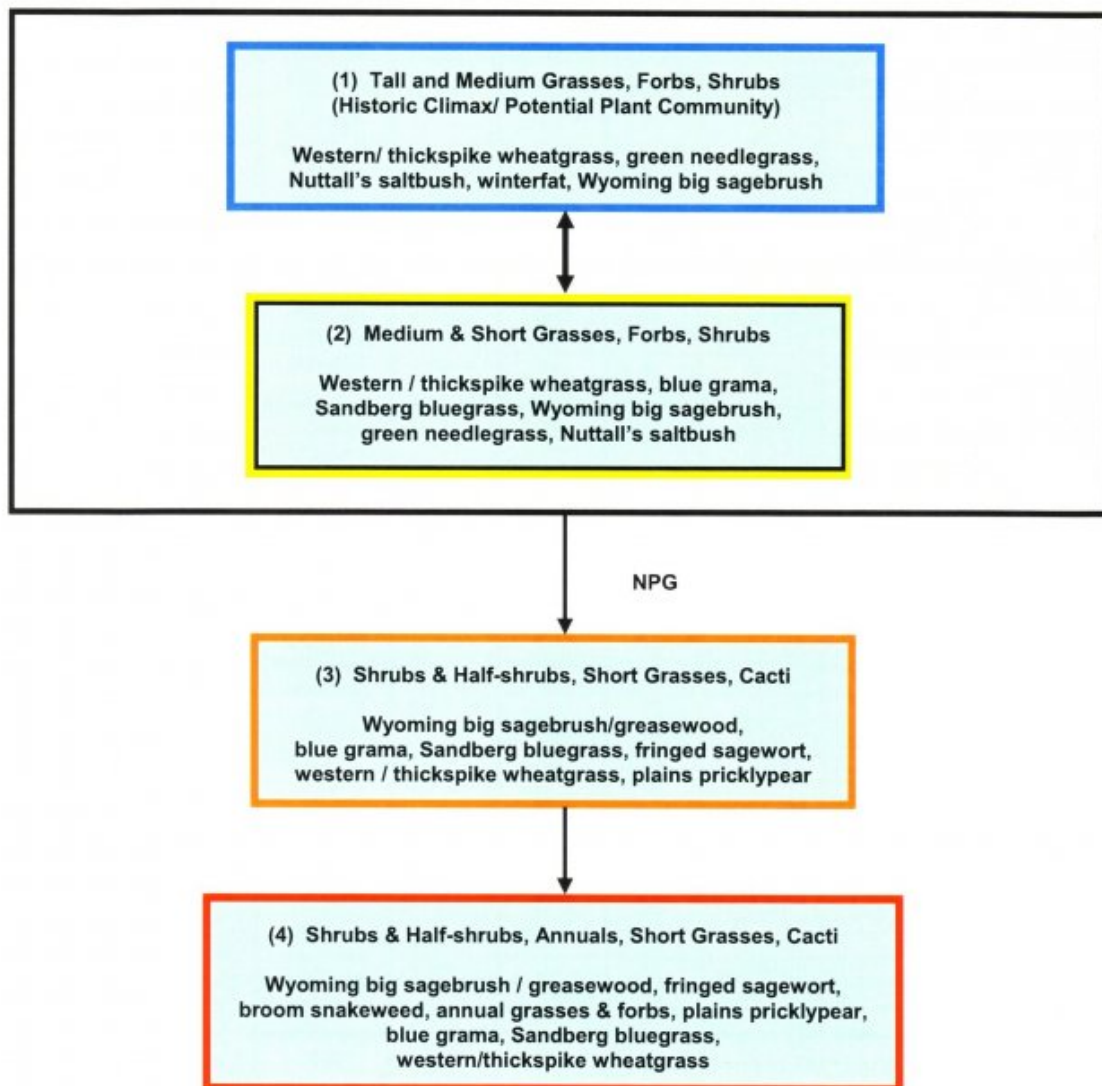 (1) Tall and Medium Grasses, Forbs, Shrubs
(Historic Climax/ Potential Plant Community)
Western/ thickspike wheatgrass, green needlegrass,
Nuttall's saltbush, winterfat, Wyoming big sagebrush
(2) Medium & Short Grasses, Forbs, Shrubs
Western / thickspike wheatgrass, blue grama,
Sandberg bluegrass, Wyoming big sagebrush,
green needlegrass, Nuttall's saltbush
NPG
(3) Shrubs & Half-shrubs, Short Grasses, Cacti
Wyoming big sagebrush/greasewood,
blue grama, Sandberg bluegrass, fringed sagewort,
western / thickspike wheatgrass, plains pricklypear
(4) Shrubs & Half-shrubs, Annuals, Short Grasses, Cacti
Wyoming big sagebrush / greasewood, fringed sagewort,
broom snakeweed, annual grasses & forbs, plains pricklypear,
blue grama, Sandberg bluegrass,
western/thickspike wheatgrass